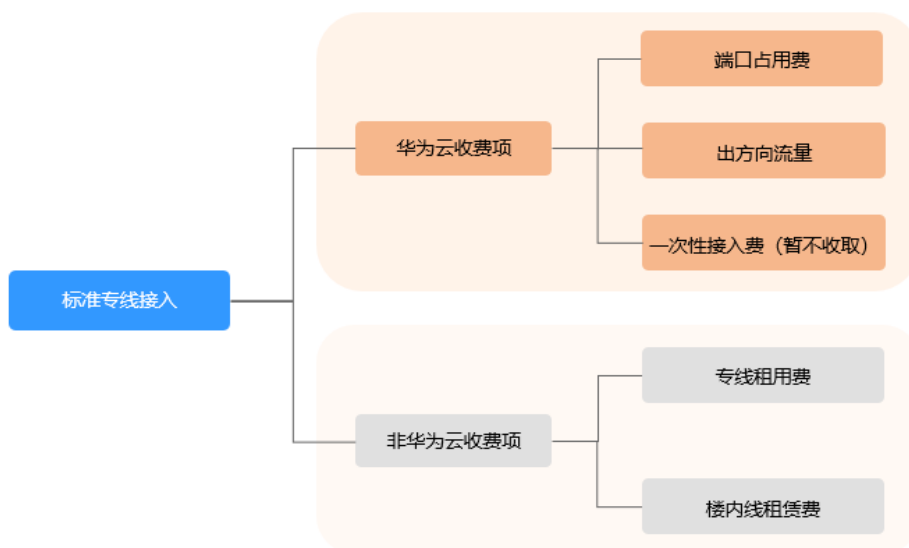 标准专线接入
华为云收费项
端口占用费
出方向流量
一次性接入费（暂不收取）
非华为云收费项
专线租用费
楼内线租赁费